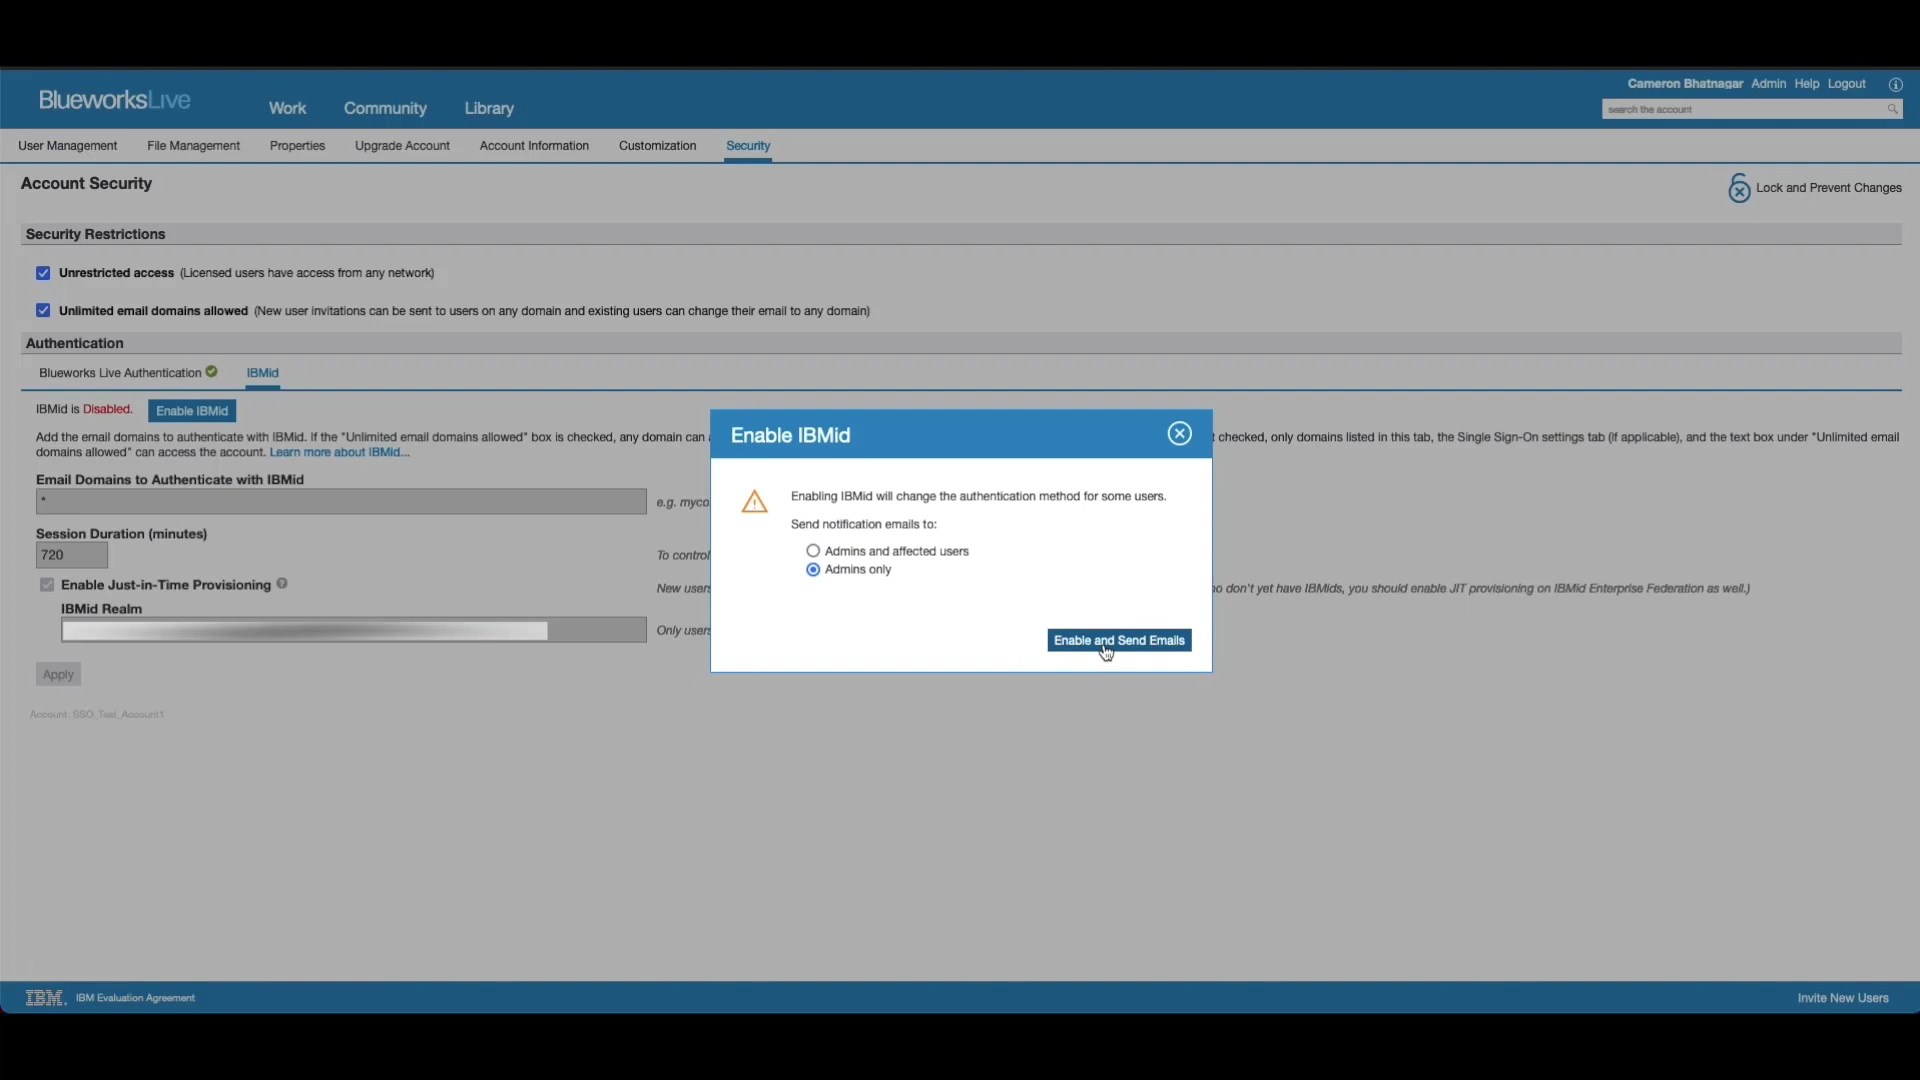 BlueworksLive
Work
Community
Library
Cameron Bhatnagar Admin Help Logout
search the account
User Management
File Management
Properties
Upgrade Account
Account Information
Customization
Security
Account Security
Lock and Prevent Changes
Security Restrictions
Unrestricted access (Licensed users have access from any network)
Unlimited email domains allowed (New user invitations can be sent to users on any domain and existing users can change their email to any domain)
Authentication
Blueworks Live Authentication
IBMid
IBMid is Disabled.
Enable IBMid
Add the email domains to authenticate with IBMid. If the "Unlimited email domains allowed" box is checked, any domain can
checked, only domains listed in this tab, the Single Sign-On settings tab (if applicable), and the text box under "Unlimited email
domains allowed" can access the account. Learn more about IBMid...
Email Domains to Authenticate with IBMid
*
e.g. myco
Session Duration (minutes)
720
To control
Enable Just-in-Time Provisioning
New users
o don't yet have IBMids, you should enable JIT provisioning on IBMid Enterprise Federation as well.)
IBMid Realm
Only users
Apply
Account: SSO_Test_Account1
Enable IBMid
Enabling IBMid will change the authentication method for some users.
Send notification emails to:
Admins and affected users
Admins only
Enable and Send Emails
IBM. IBM Evaluation Agreement
Invite New Users